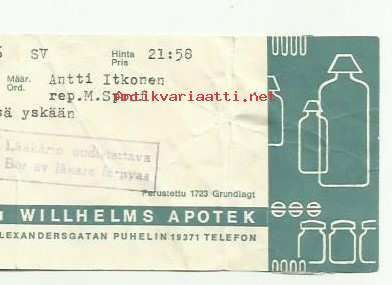 SV Hinta Pris 21:58
Määr. Ord. Antti Itkonen
rep.M.
antikvariaatti.net
sä yskään
Lääkärin uudistettava
Bör av läkare förnyas
Perustettu 1723 Grundlagt
WILLHELMS APOTEK
LEXANDERSGATAN PUHELIN 19371 TELEFON